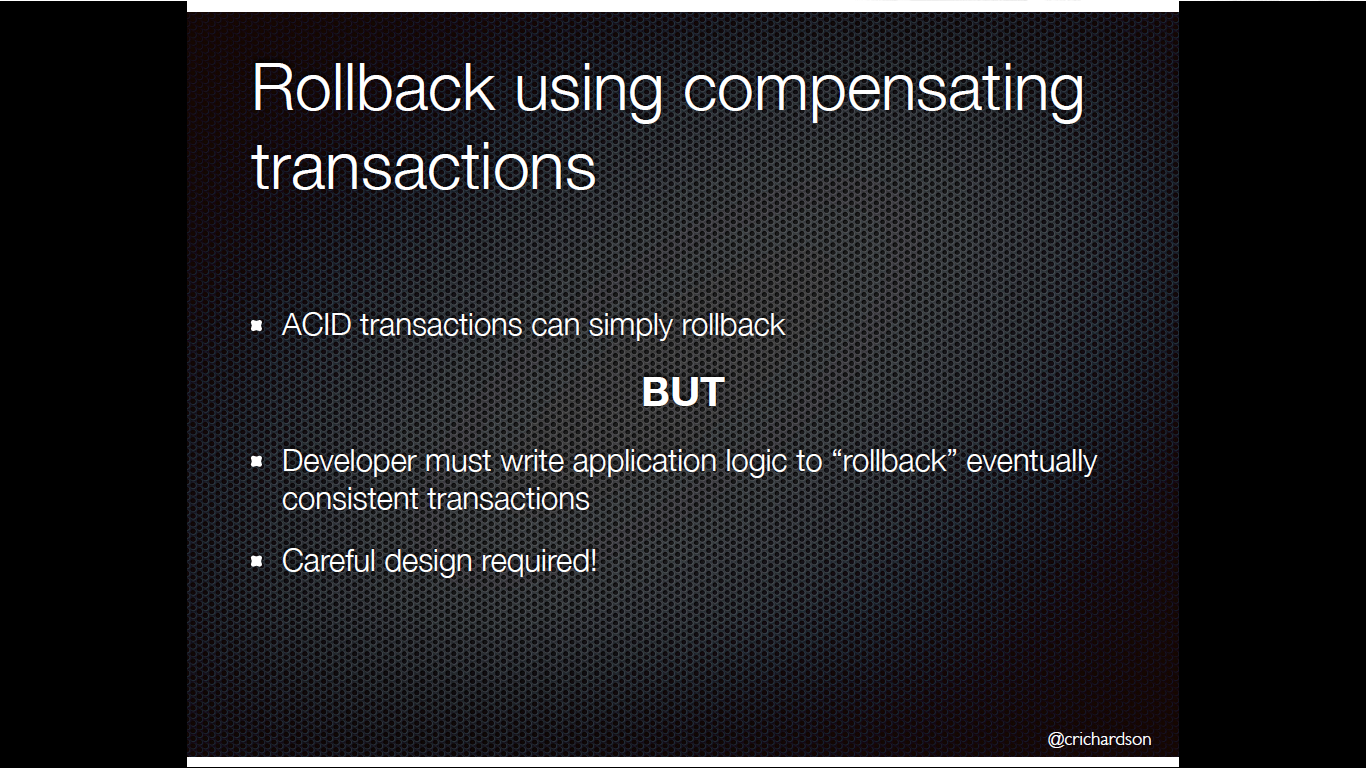 Rollback using compensating
transactions
ACID transactions can simply rollback
BUT
Developer must write application logic to “rollback” eventually
consistent transactions
Careful design required!
@crichardson